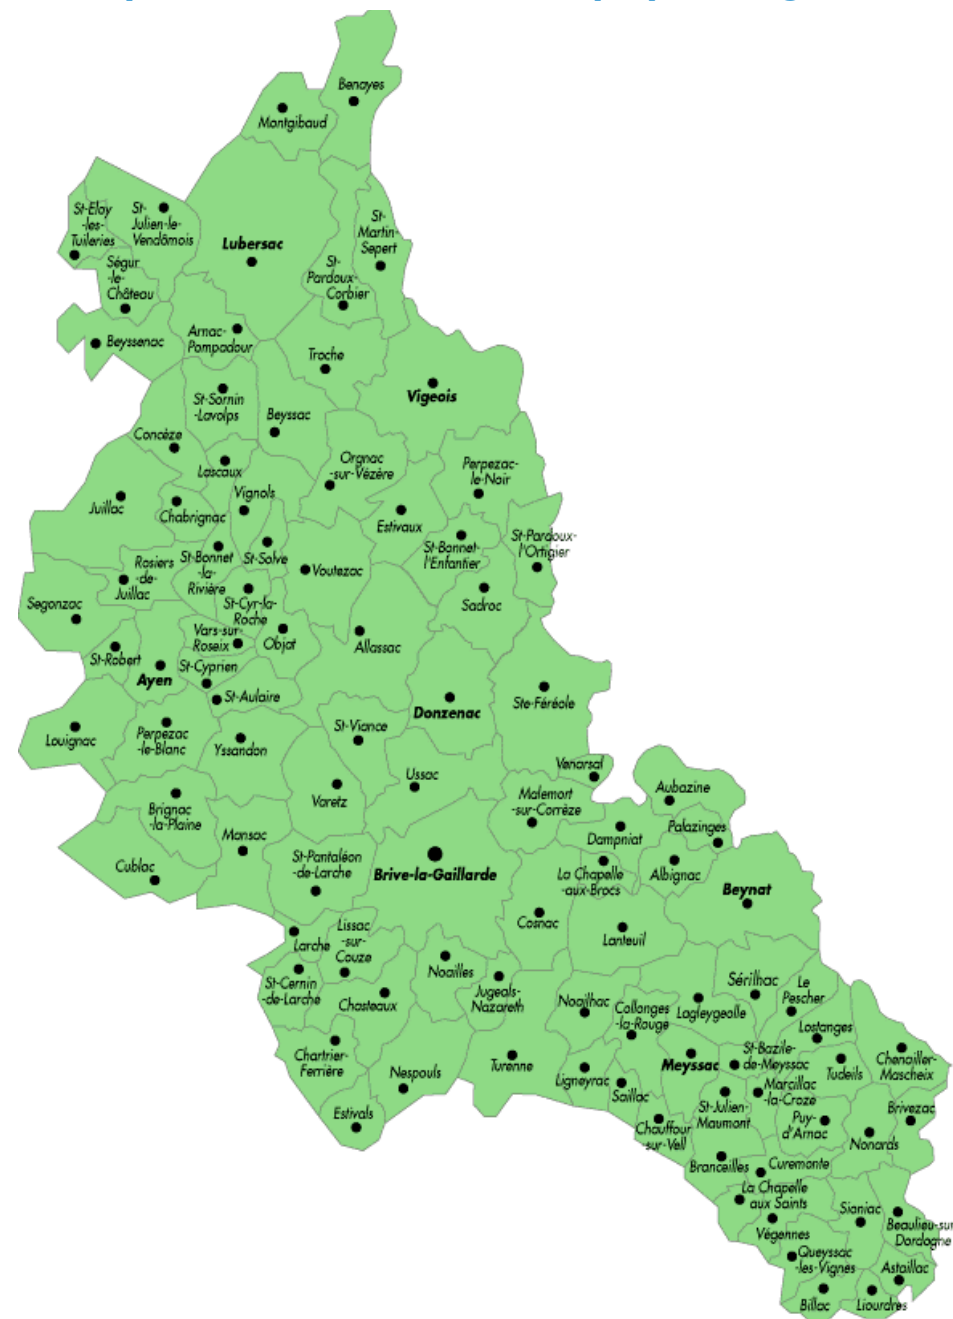 Benayes
Montgibaud
St-Eloy
-les-
Tuileries
St-
Julien-le-
Vendômois
St-
Martin-
Sepert
Lubersac
Ségur
-le-
Château
St-
Pardoux-
Corbier
Beyssenac
Arnac-
Pompadour
Troche
Vigeois
St-Sornin
-Lavolps
Beyssac
Concèze
Lascaux
Orgnac
-sur-Vézère
Perpezac-
le-Noir
Vignols
Juillac
Chabrignac
Estivaux
St-Bonnet-
l'Enfantier
St-Pardoux-
l'Ortigier
Rosiers
-de-
Juillac
St-Bonnet
-la-
Rivière
St-Solve
Voutezac
Segonzac
St-Cyr-la-
Roche
Sadroc
Vars-sur-
Roseix
Objat
Allassac
St-Robert
Ayen
St-Cyprien
St-Aulaire
Donzenac
Ste-Féréole
Louignac
Perpezac
-le-Blanc
Yssandon
St-Viance
Ussac
Venarsal
Varetz
Malemort
-sur-Corrèze
Aubazine
Brignac
-la-Plaine
Mansac
Dampniat
Palazinges
Cublac
St-Pantaléon
-de-Larche
Brive-la-Gaillarde
La Chapelle
-aux-Brocs
Albignac
Beynat
Cosnac
Lanteuil
Larche
Lissac
-sur-
Couze
Noailles
St-Cernin
-de-Larche
Chasteaux
Jugeals-
Nazareth
Noailhac
Collonges
-la-Rouge
Lagleygeolle
Sérilhac
Le
Pescher
Lostanges
Chartrier-
Ferrière
Nespouls
Turenne
Ligneyrac
Saillac
Meyssac
St-Bazile-
de-Meyssac
Tudeils
Chenailler-
Mascheix
Estivals
Chauffour
-sur-Vell
St-Julien-
Maumont
Marcillac
-la-Croze
Puy-
d'Arnac
Brivezac
Nonards
Branceilles
Curemonte
La Chapelle
aux Saints
Sioniac
Végennes
Beaulieu-sur
Dordogne
Queyssac
-les-Vignes
Astaillac
Billac
Liourdres